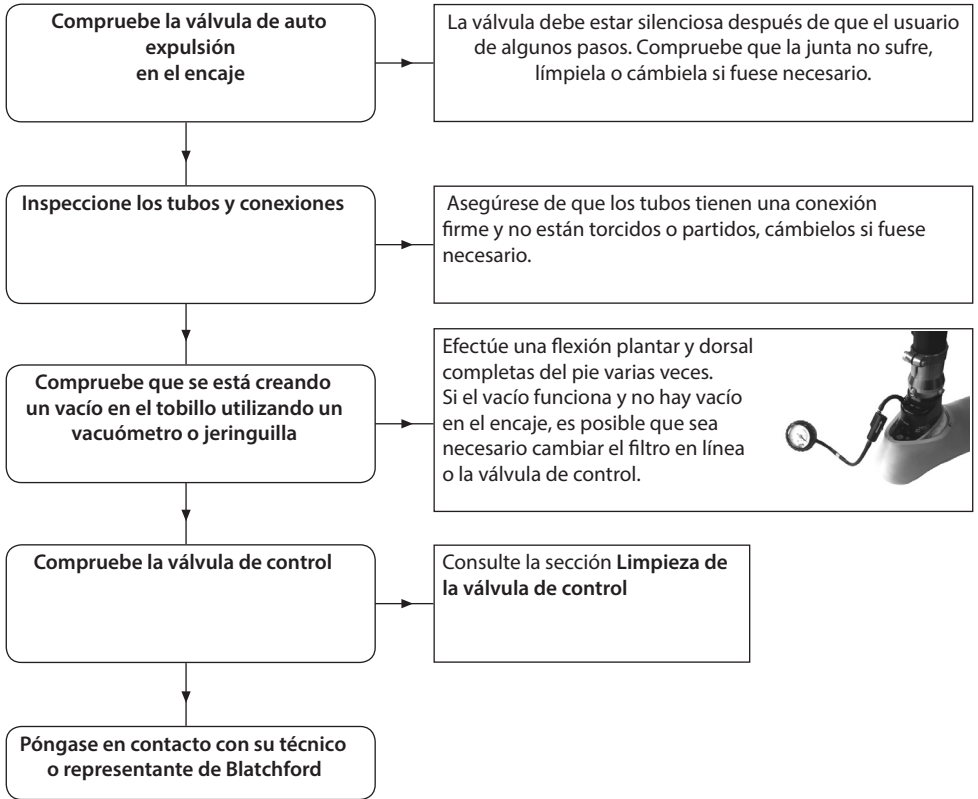 Compruebe la válvula de auto
expulsión
en el encaje
La válvula debe estar silenciosa después de que el usuario
de algunos pasos. Compruebe que la junta no sufre,
límpiela o cámbiela si fuese necesario.
Inspeccione los tubos y conexiones
Asegúrese de que los tubos tienen una conexión
firme y no están torcidos o partidos, cámbielos si fuese
necesario.
Compruebe que se está creando
un vacío en el tobillo utilizando un
vacuómetro o jeringuilla
Efectúe una flexión plantar y dorsal
completas del pie varias veces.
Si el vacío funciona y no hay vacío
en el encaje, es posible que sea
necesario cambiar el filtro en línea
o la válvula de control.
Compruebe la válvula de control
Consulte la sección Limpieza de
la válvula de control
Póngase en contacto con su técnico
o representante de Blatchford